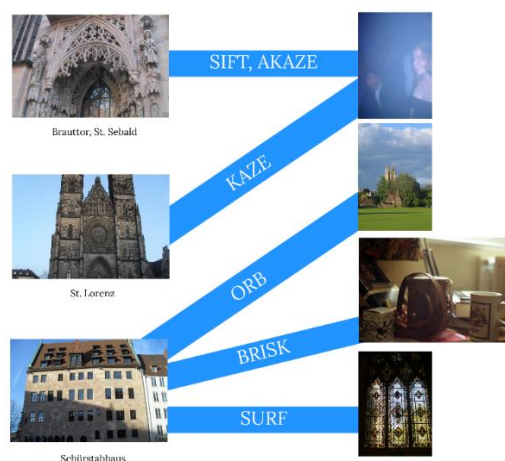 SIFT, AKAZE
Brauttor, St. Sebald
KAZE
St. Lorenz
ORB
BRISK
SURF
Schürstabhaus